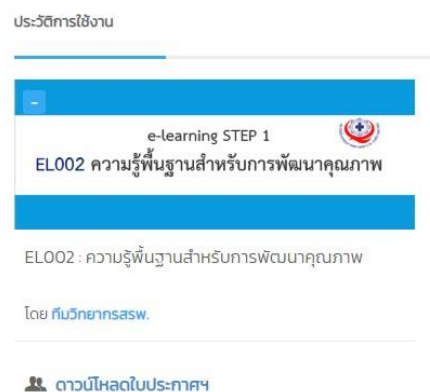 ประวัติการใช้งาน
-
e-learning STEP 1
EL002 ความรู้พื้นฐานสำหรับการพัฒนาคุณภาพ
EL002 : ความรู้พื้นฐานสำหรับการพัฒนาคุณภาพ
โดย ทีมวิทยากรสรพ.
ดาวน์โหลดใบประกาศฯ